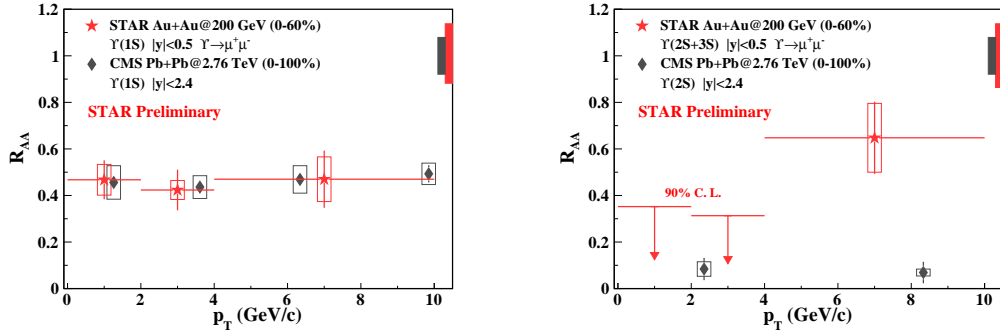 STAR Au+Au@200 GeV (0-60%)
ϒ(1S) |y|<0.5 ϒ→μ⁺μ⁻
CMS Pb+Pb@2.76 TeV (0-100%)
ϒ(1S) |y|<2.4
STAR Preliminary
R_AA
1.2
1
0.8
0.6
0.4
0.2
0
0 2 4 6 8 10
p_T (GeV/c)
STAR Au+Au@200 GeV (0-60%)
ϒ(2S+3S) |y|<0.5 ϒ→μ⁺μ⁻
CMS Pb+Pb@2.76 TeV (0-100%)
ϒ(2S) |y|<2.4
STAR Preliminary
R_AA
90% C. L.
1.2
1
0.8
0.6
0.4
0.2
0
0 2 4 6 8 10
p_T (GeV/c)